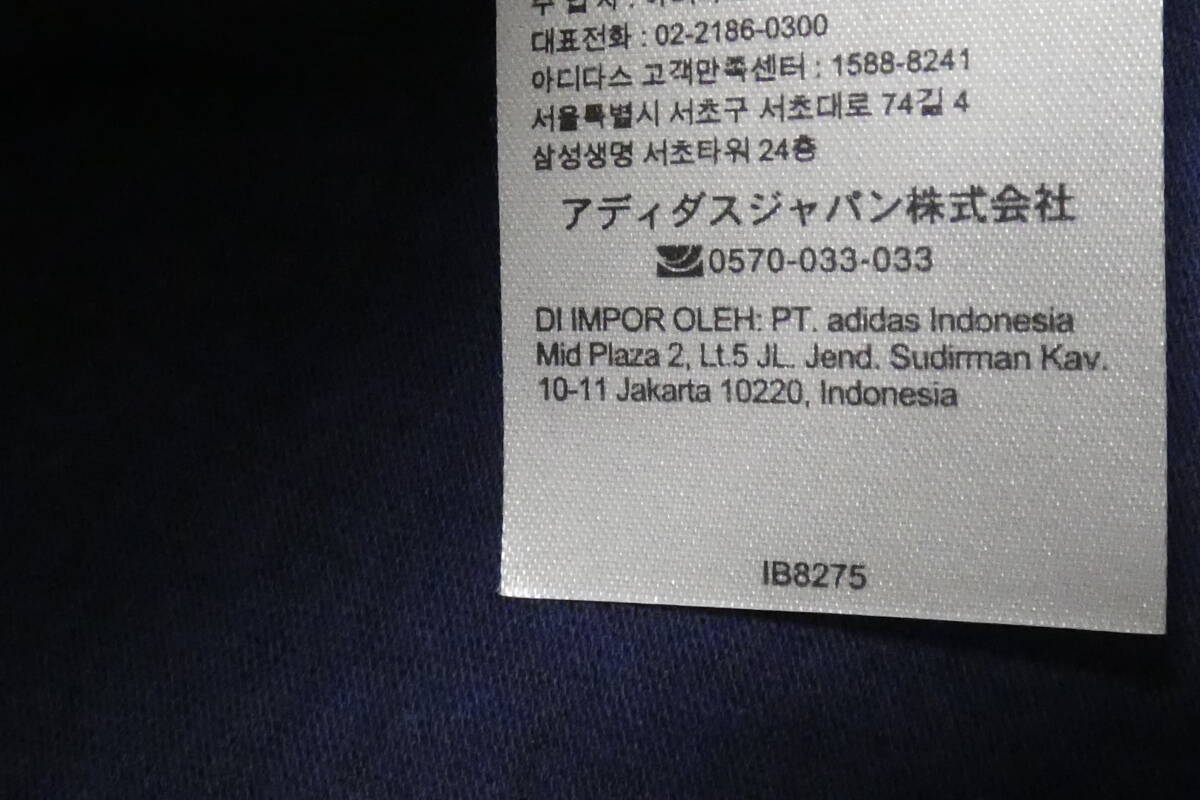 대표전화 : 02-2186-0300
아디다스 고객만족센터 : 1588-8241
서울특별시 서초구 서초대로 74길 4
삼성생명 서초타워 24층
アディダスジャパン株式会社
0570-033-033
DI IMPOR OLEH: PT. adidas Indonesia
Mid Plaza 2, Lt.5 JL. Jend. Sudirman Kav.
10-11 Jakarta 10220, Indonesia
IB8275